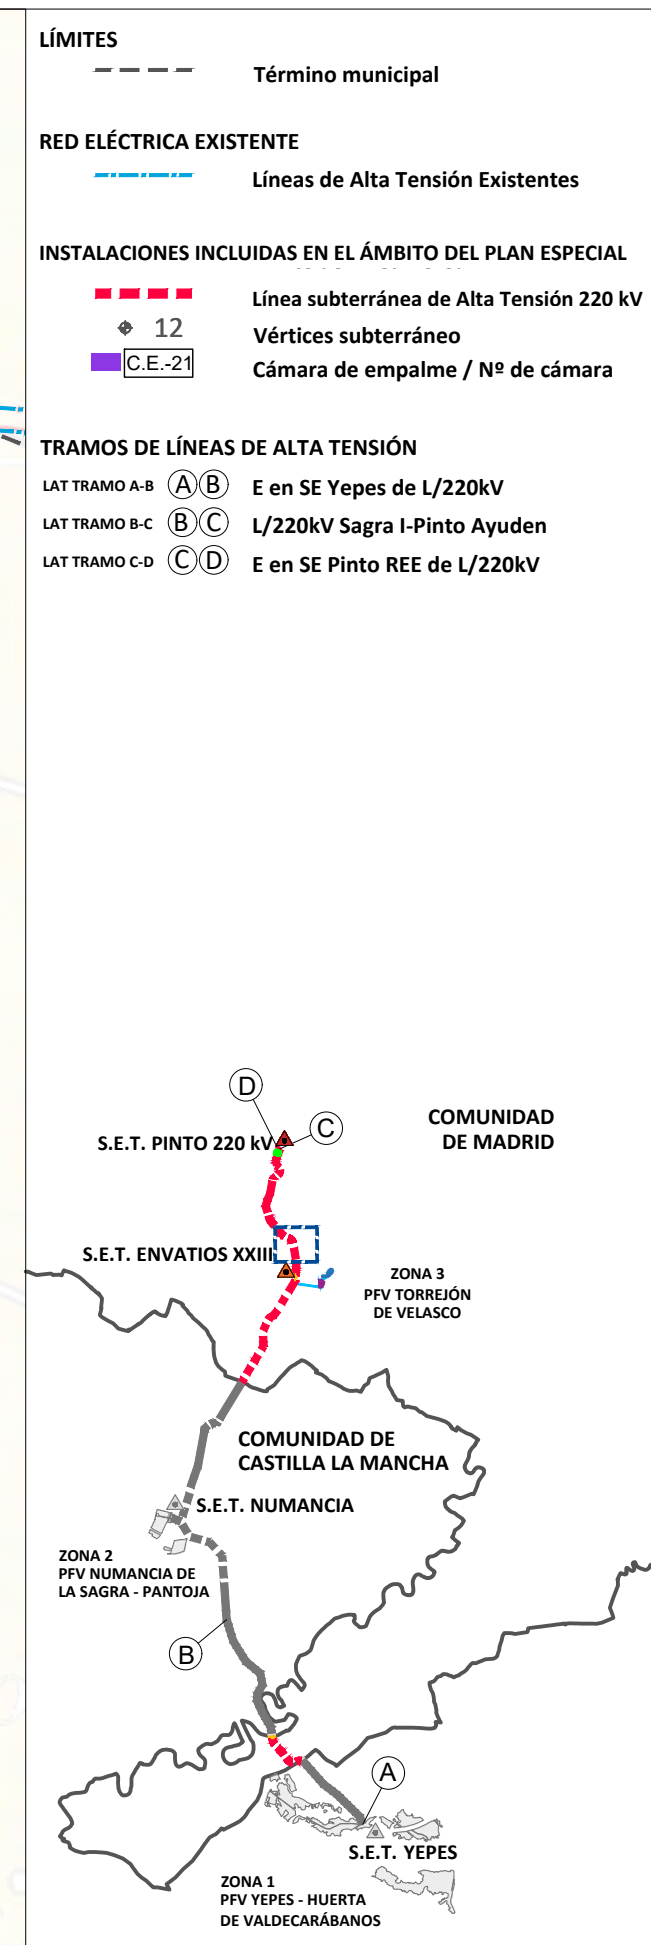 LÍMITES
Término municipal
RED ELÉCTRICA EXISTENTE
Líneas de Alta Tensión Existentes
INSTALACIONES INCLUIDAS EN EL ÁMBITO DEL PLAN ESPECIAL
Línea subterránea de Alta Tensión 220 kV
12 Vértices subterráneo
C.E.-21 Cámara de empalme / Nº de cámara
TRAMOS DE LÍNEAS DE ALTA TENSIÓN
LAT TRAMO A-B A B E en SE Yepes de L/220kV
LAT TRAMO B-C B C L/220kV Sagra I-Pinto Ayuden
LAT TRAMO C-D C D E en SE Pinto REE de L/220kV
D
C
S.E.T. PINTO 220 kV
COMUNIDAD
DE MADRID
S.E.T. ENVATIOS XXIII
ZONA 3
PFV TORREJÓN
DE VELASCO
COMUNIDAD DE
CASTILLA LA MANCHA
S.E.T. NUMANCIA
ZONA 2
PFV NUMANCIA DE
LA SAGRA - PANTOJA
B
A
S.E.T. YEPES
ZONA 1
PFV YEPES - HUERTA
DE VALDECARÁBANOS